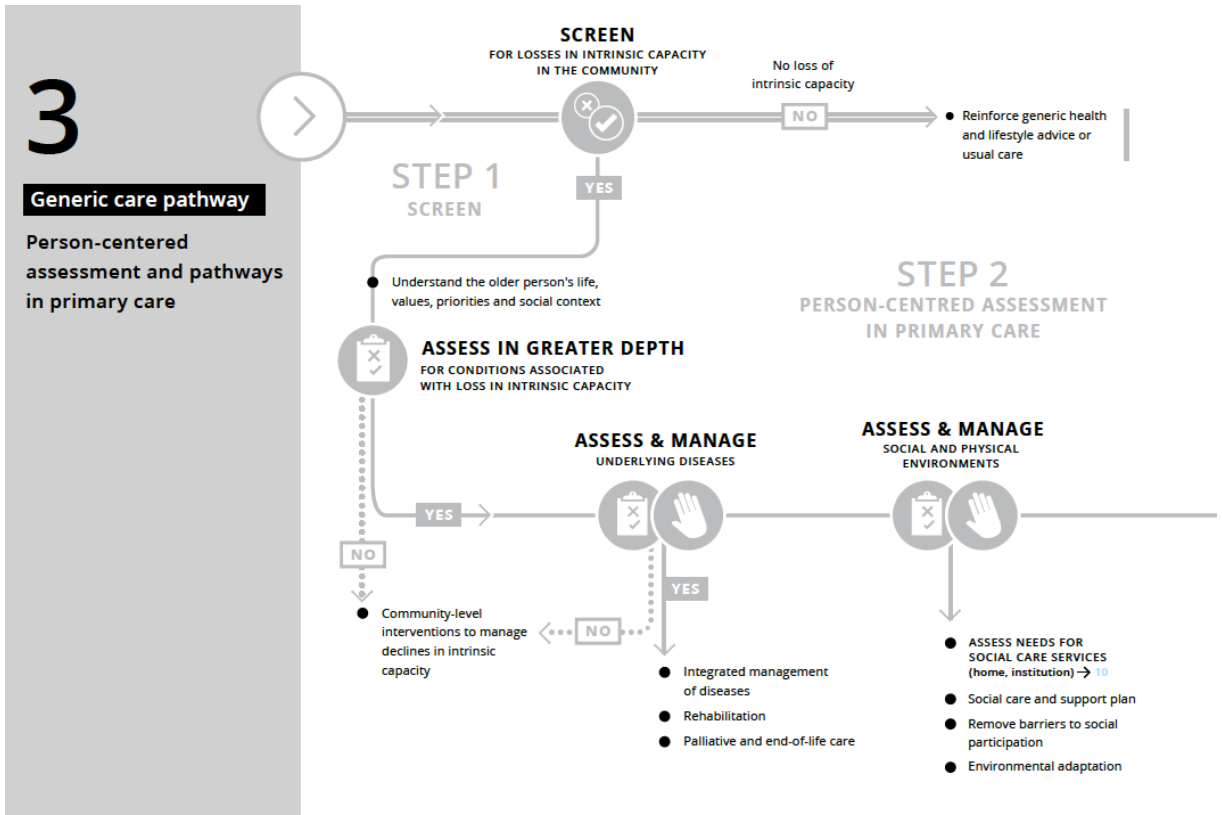 3
Generic care pathway
Person-centered
assessment and pathways
in primary care
SCREEN
FOR LOSSES IN INTRINSIC CAPACITY
IN THE COMMUNITY
No loss of
intrinsic capacity
NO
Reinforce generic health
and lifestyle advice or
usual care
STEP 1
SCREEN
YES
Understand the older person's life,
values, priorities and social context
STEP 2
PERSON-CENTRED ASSESSMENT
IN PRIMARY CARE
ASSESS IN GREATER DEPTH
FOR CONDITIONS ASSOCIATED
WITH LOSS IN INTRINSIC CAPACITY
ASSESS & MANAGE
UNDERLYING DISEASES
ASSESS & MANAGE
SOCIAL AND PHYSICAL
ENVIRONMENTS
YES
NO
Community-level
interventions to manage
declines in intrinsic
capacity
NO
YES
Integrated management
of diseases
Rehabilitation
Palliative and end-of-life care
ASSESS NEEDS FOR
SOCIAL CARE SERVICES
(home, institution) → 10
Social care and support plan
Remove barriers to social
participation
Environmental adaptation